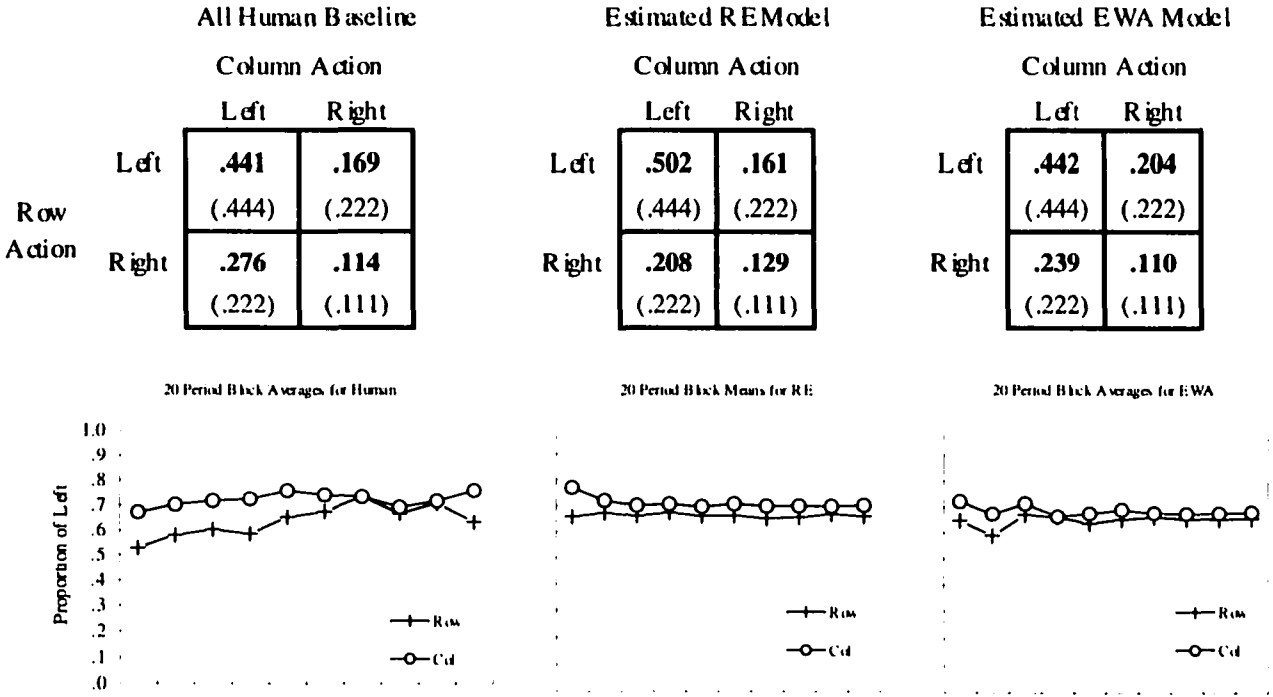 All Human Baseline
Estimated RE Model
Estimated EWA Model
Column Action
Column Action
Column Action
Left Right
Left Right
Left Right
Row Action
Left .441 .169
(.444) (.222)
Right .276 .114
(.222) (.111)
Left .502 .161
(.444) (.222)
Right .208 .129
(.222) (.111)
Left .442 .204
(.444) (.222)
Right .239 .110
(.222) (.111)
20 Period Block Averages for Human
20 Period Block Means for RE
20 Period Block Averages for EWA
Proportion of Left
1.0
.9
.8
.7
.6
.5
.4
.3
.2
.1
.0
Row
Col
Row
Col
Row
Col